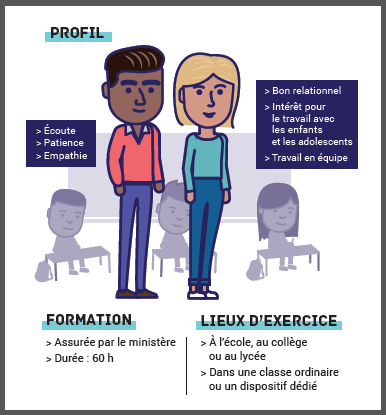 PROFIL
> Écoute
> Patience
> Empathie
> Bon relationnel
> Intérêt pour
le travail avec
les enfants
et les adolescents
> Travail en équipe
FORMATION
> Assurée par le ministère
> Durée : 60 h
LIEUX D'EXERCICE
> À l'école, au collège
ou au lycée
> Dans une classe ordinaire
ou un dispositif dédié